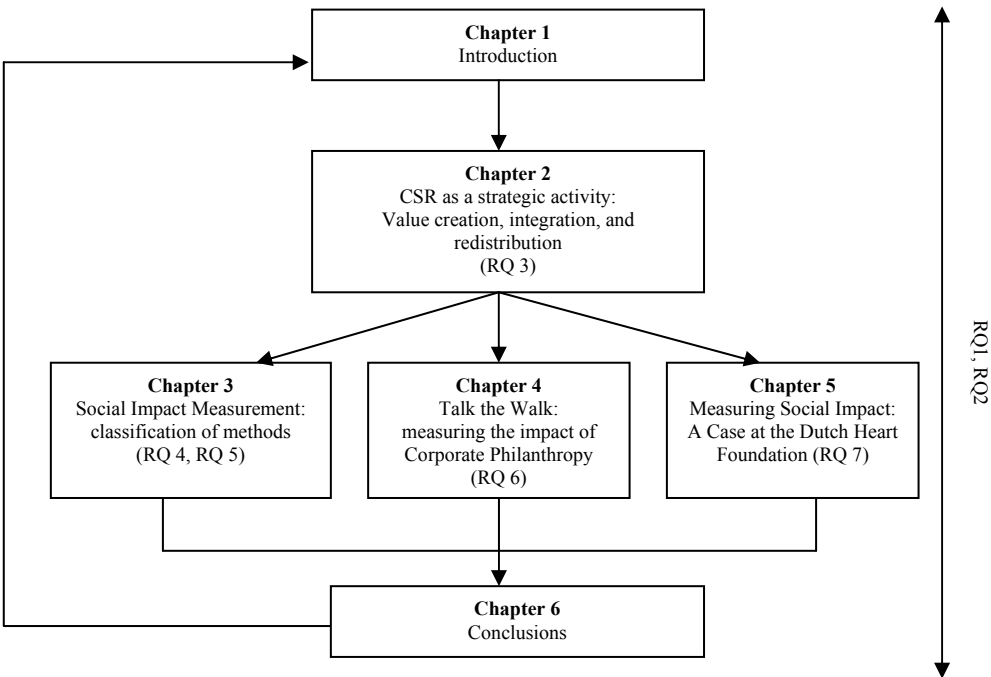 Chapter 1
Introduction
Chapter 2
CSR as a strategic activity:
Value creation, integration, and
redistribution
(RQ 3)
Chapter 3
Social Impact Measurement:
classification of methods
(RQ 4, RQ 5)
Chapter 4
Talk the Walk:
measuring the impact of
Corporate Philanthropy
(RQ 6)
Chapter 5
Measuring Social Impact:
A Case at the Dutch Heart
Foundation (RQ 7)
Chapter 6
Conclusions
RQ1, RQ2